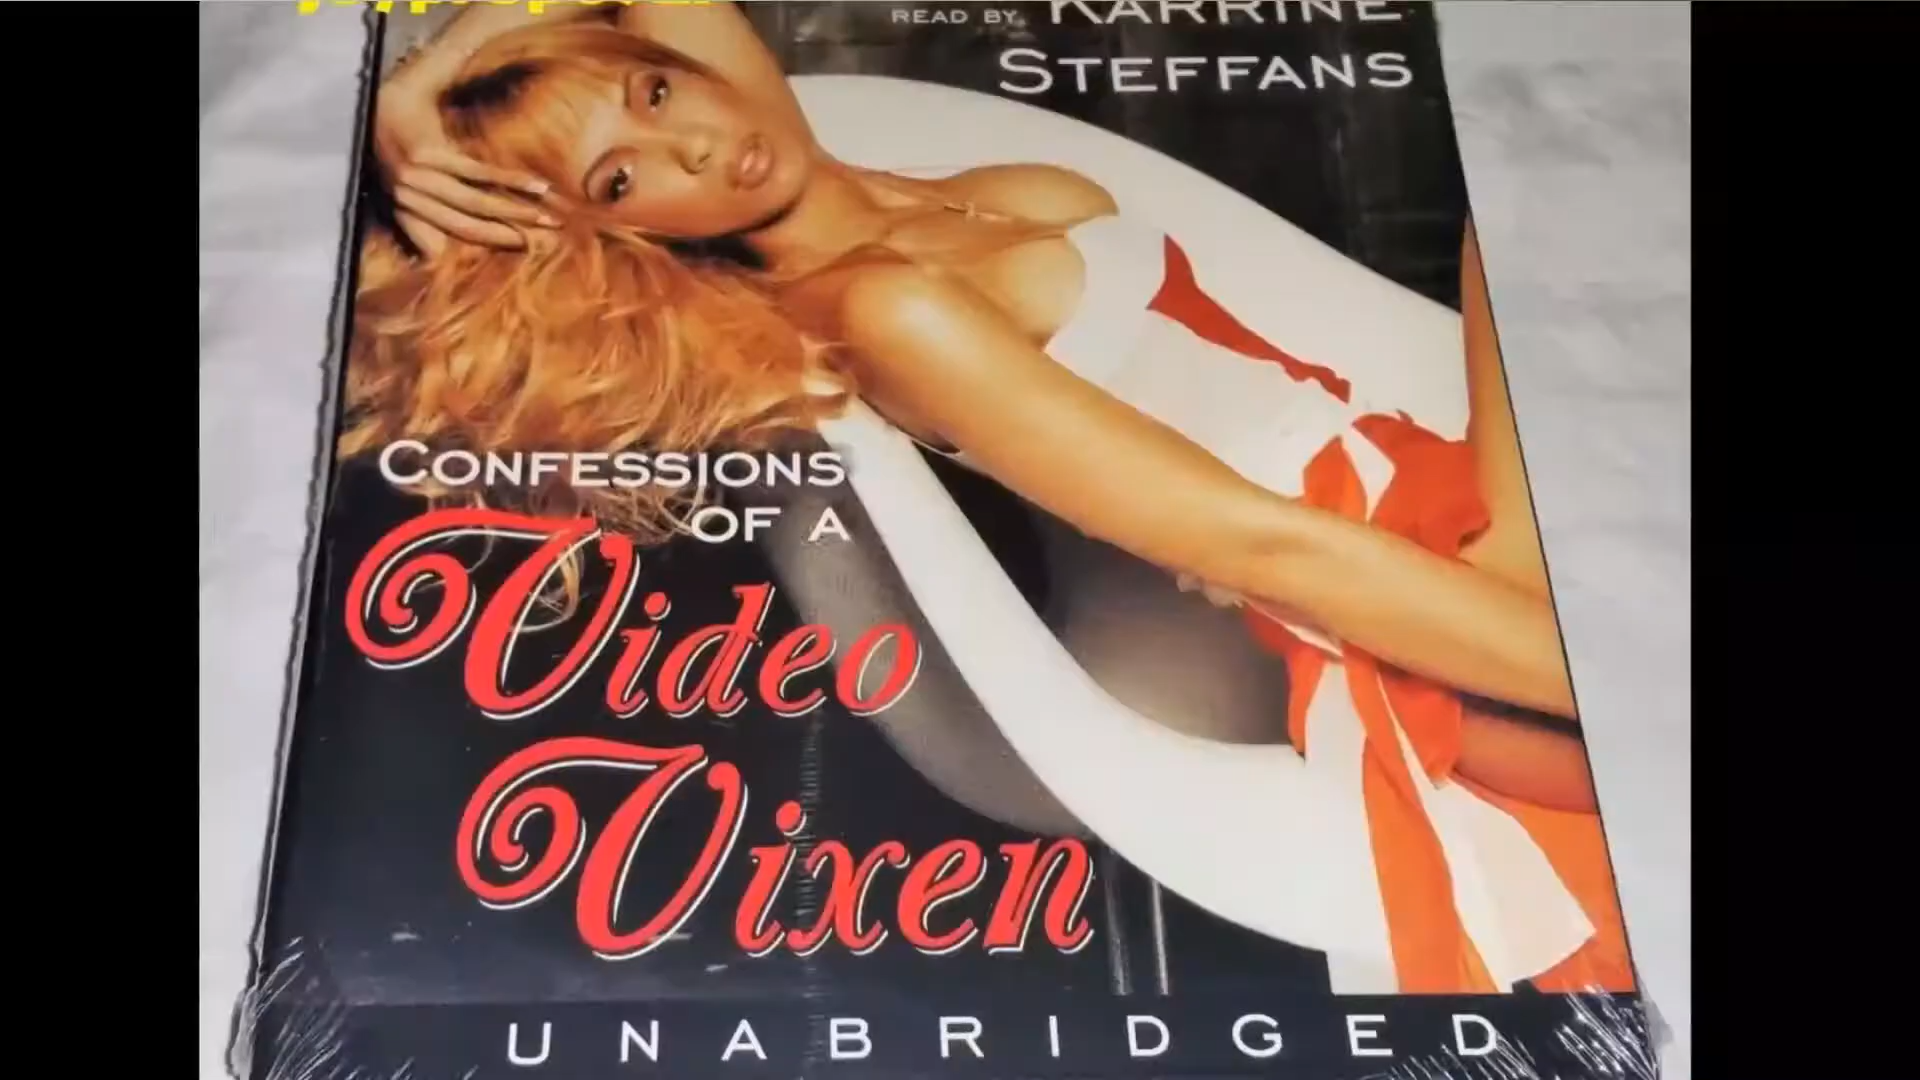 READ BY KARRINE
STEFFANS
CONFESSIONS
OF A
Video
Vixen
UNABRIDGED